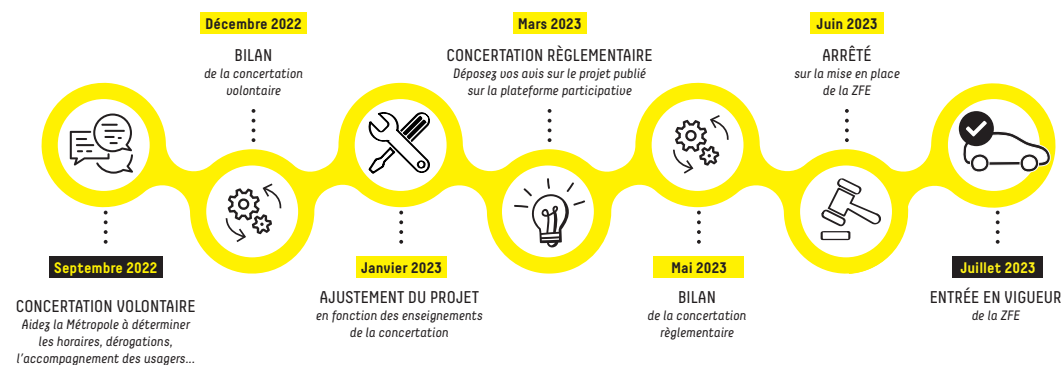 Septembre 2022
CONCERTATION VOLONTAIRE
Aidez la Métropole à déterminer
les horaires, dérogations,
l'accompagnement des usagers...
Décembre 2022
BILAN
de la concertation
volontaire
Janvier 2023
AJUSTEMENT DU PROJET
en fonction des enseignements
de la concertation
Mars 2023
CONCERTATION RÈGLEMENTAIRE
Déposez vos avis sur le projet publié
sur la plateforme participative
Mai 2023
BILAN
de la concertation
règlementaire
Juin 2023
ARRÊTÉ
sur la mise en place
de la ZFE
Juillet 2023
ENTRÉE EN VIGUEUR
de la ZFE